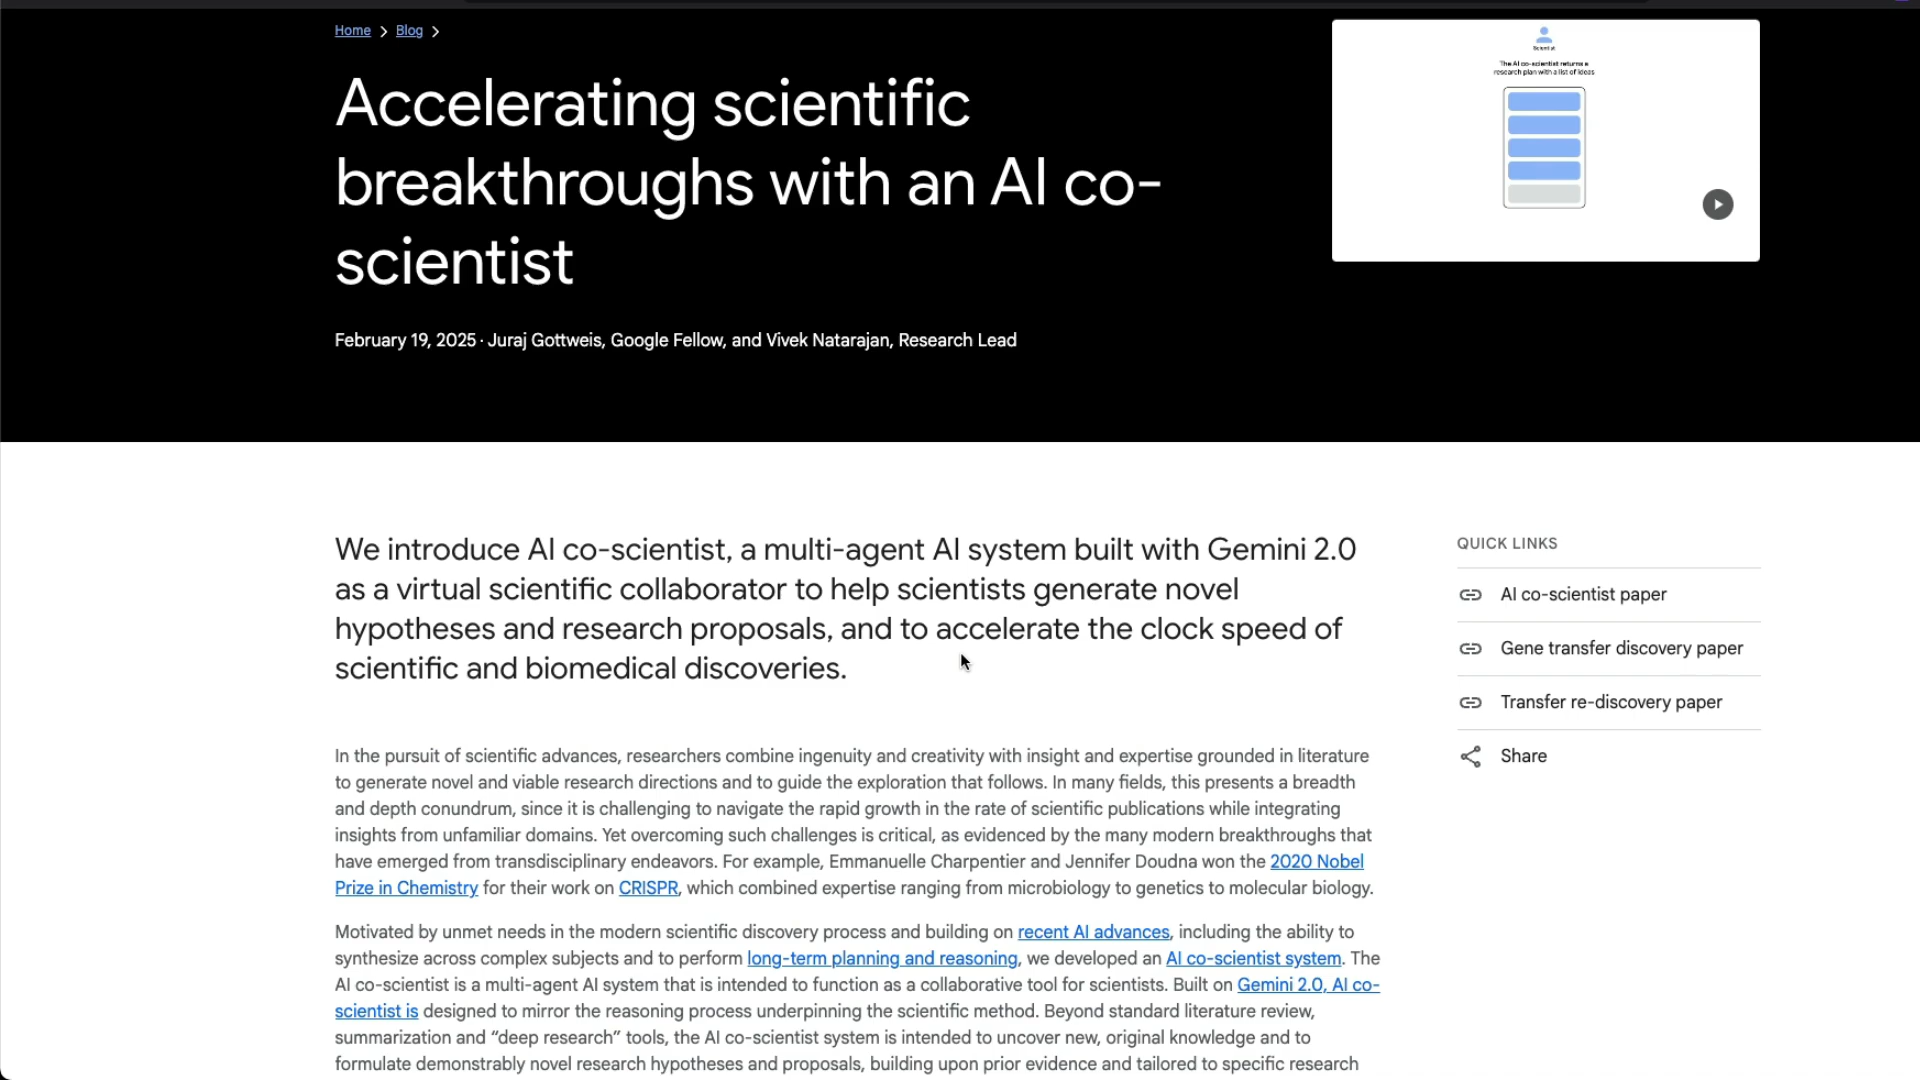 Home
Blog
Accelerating scientific
breakthroughs with an AI co-
scientist
February 19, 2025 · Juraj Gottweis, Google Fellow, and Vivek Natarajan, Research Lead
Scientist
The AI co-scientist returns a
research plan with a list of ideas
We introduce AI co-scientist, a multi-agent AI system built with Gemini 2.0
as a virtual scientific collaborator to help scientists generate novel
hypotheses and research proposals, and to accelerate the clock speed of
scientific and biomedical discoveries.
In the pursuit of scientific advances, researchers combine ingenuity and creativity with insight and expertise grounded in literature
to generate novel and viable research directions and to guide the exploration that follows. In many fields, this presents a breadth
and depth conundrum, since it is challenging to navigate the rapid growth in the rate of scientific publications while integrating
insights from unfamiliar domains. Yet overcoming such challenges is critical, as evidenced by the many modern breakthroughs that
have emerged from transdisciplinary endeavors. For example, Emmanuelle Charpentier and Jennifer Doudna won the 2020 Nobel
Prize in Chemistry for their work on CRISPR, which combined expertise ranging from microbiology to genetics to molecular biology.
Motivated by unmet needs in the modern scientific discovery process and building on recent AI advances, including the ability to
synthesize across complex subjects and to perform long-term planning and reasoning, we developed an AI co-scientist system. The
AI co-scientist is a multi-agent AI system that is intended to function as a collaborative tool for scientists. Built on Gemini 2.0, AI co-
scientist is designed to mirror the reasoning process underpinning the scientific method. Beyond standard literature review,
summarization and “deep research” tools, the AI co-scientist system is intended to uncover new, original knowledge and to
formulate demonstrably novel research hypotheses and proposals, building upon prior evidence and tailored to specific research
QUICK LINKS
AI co-scientist paper
Gene transfer discovery paper
Transfer re-discovery paper
Share